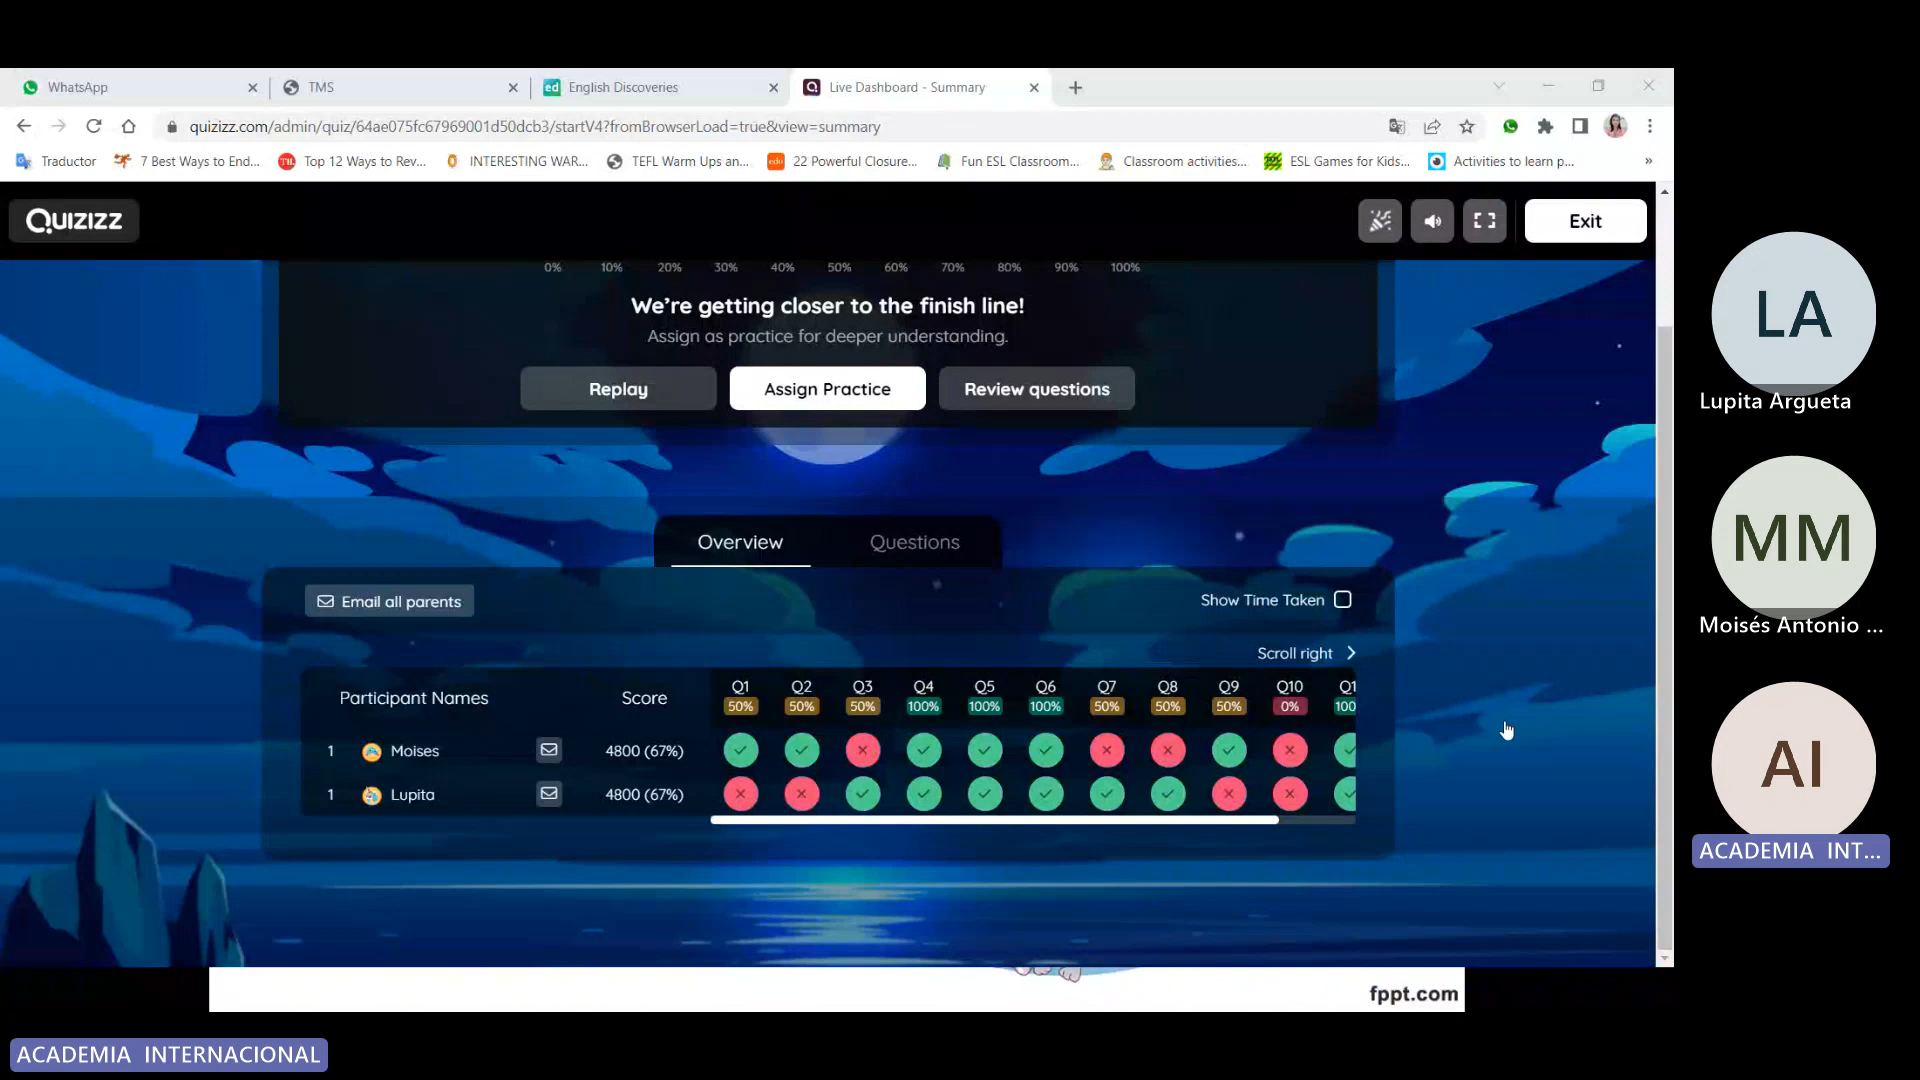 WhatsApp
TMS
ed English Discoveries
Live Dashboard - Summary
quizizz.com/admin/quiz/64ae075fc67969001d50dcb3/startV4?fromBrowserLoad=true&view=summary
Traductor
7 Best Ways to End...
Top 12 Ways to Rev...
INTERESTING WAR...
TEFL Warm Ups an...
22 Powerful Closure...
Fun ESL Classroom...
Classroom activities...
ESL Games for Kids...
Activities to learn p...
»
Quizizz
Exit
0% 10% 20% 30% 40% 50% 60% 70% 80% 90% 100%
We're getting closer to the finish line!
Assign as practice for deeper understanding.
Replay
Assign Practice
Review questions
Overview
Questions
Email all parents
Show Time Taken
Scroll right
Participant Names
Score
Q1 Q2 Q3 Q4 Q5 Q6 Q7 Q8 Q9 Q10 Q1
50% 50% 50% 100% 100% 100% 50% 50% 50% 0% 100
1 Moises 4800 (67%)
1 Lupita 4800 (67%)
fppt.com
ACADEMIA INTERNACIONAL
LA
Lupita Argueta
MM
Moisés Antonio ...
AI
ACADEMIA INT...